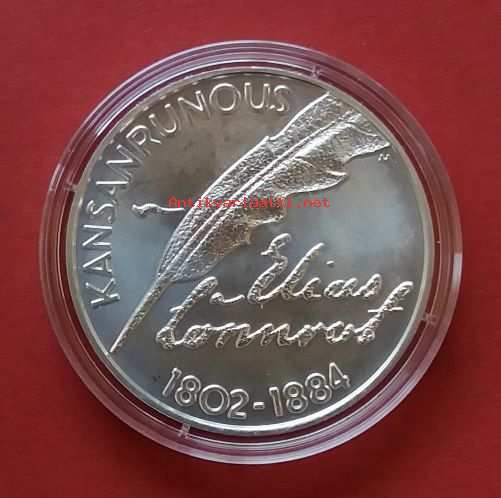 KANSANRUNOUS
Antikvariaatti.net
Elias
Lönnrot
1802-1884